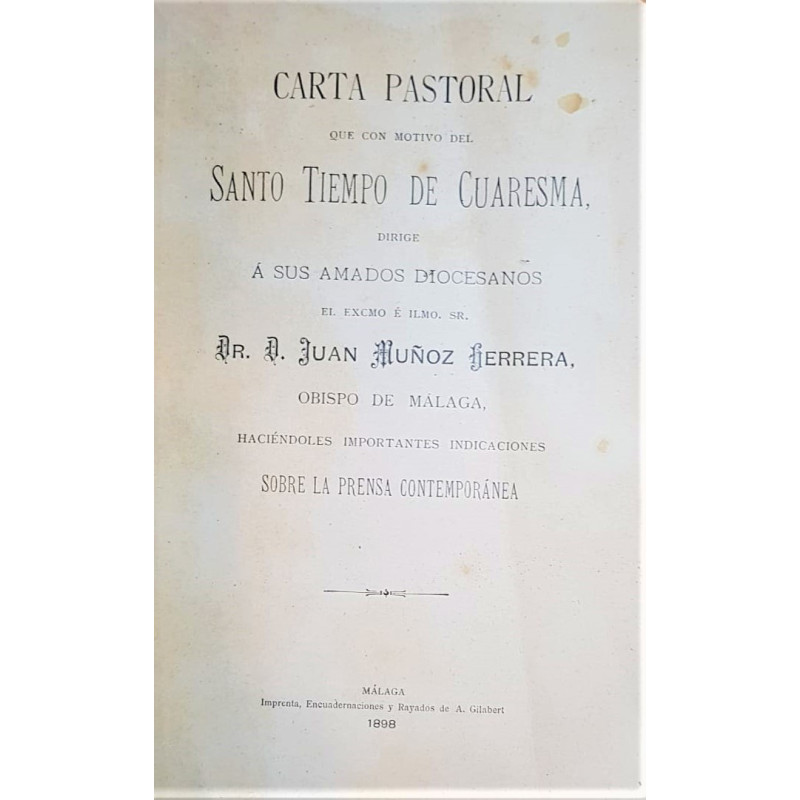 CARTA PASTORAL
QUE CON MOTIVO DEL
SANTO TIEMPO DE CUARESMA,
DIRIGE
Á SUS AMADOS DIOCESANOS
EL EXCMO É ILMO. SR.
DR. D. JUAN MUÑOZ HERRERA,
OBISPO DE MÁLAGA,
HACIÉNDOLES IMPORTANTES INDICACIONES
SOBRE LA PRENSA CONTEMPORÁNEA
MÁLAGA
Imprenta, Encuadernaciones y Rayados de A. Gilabert
1898